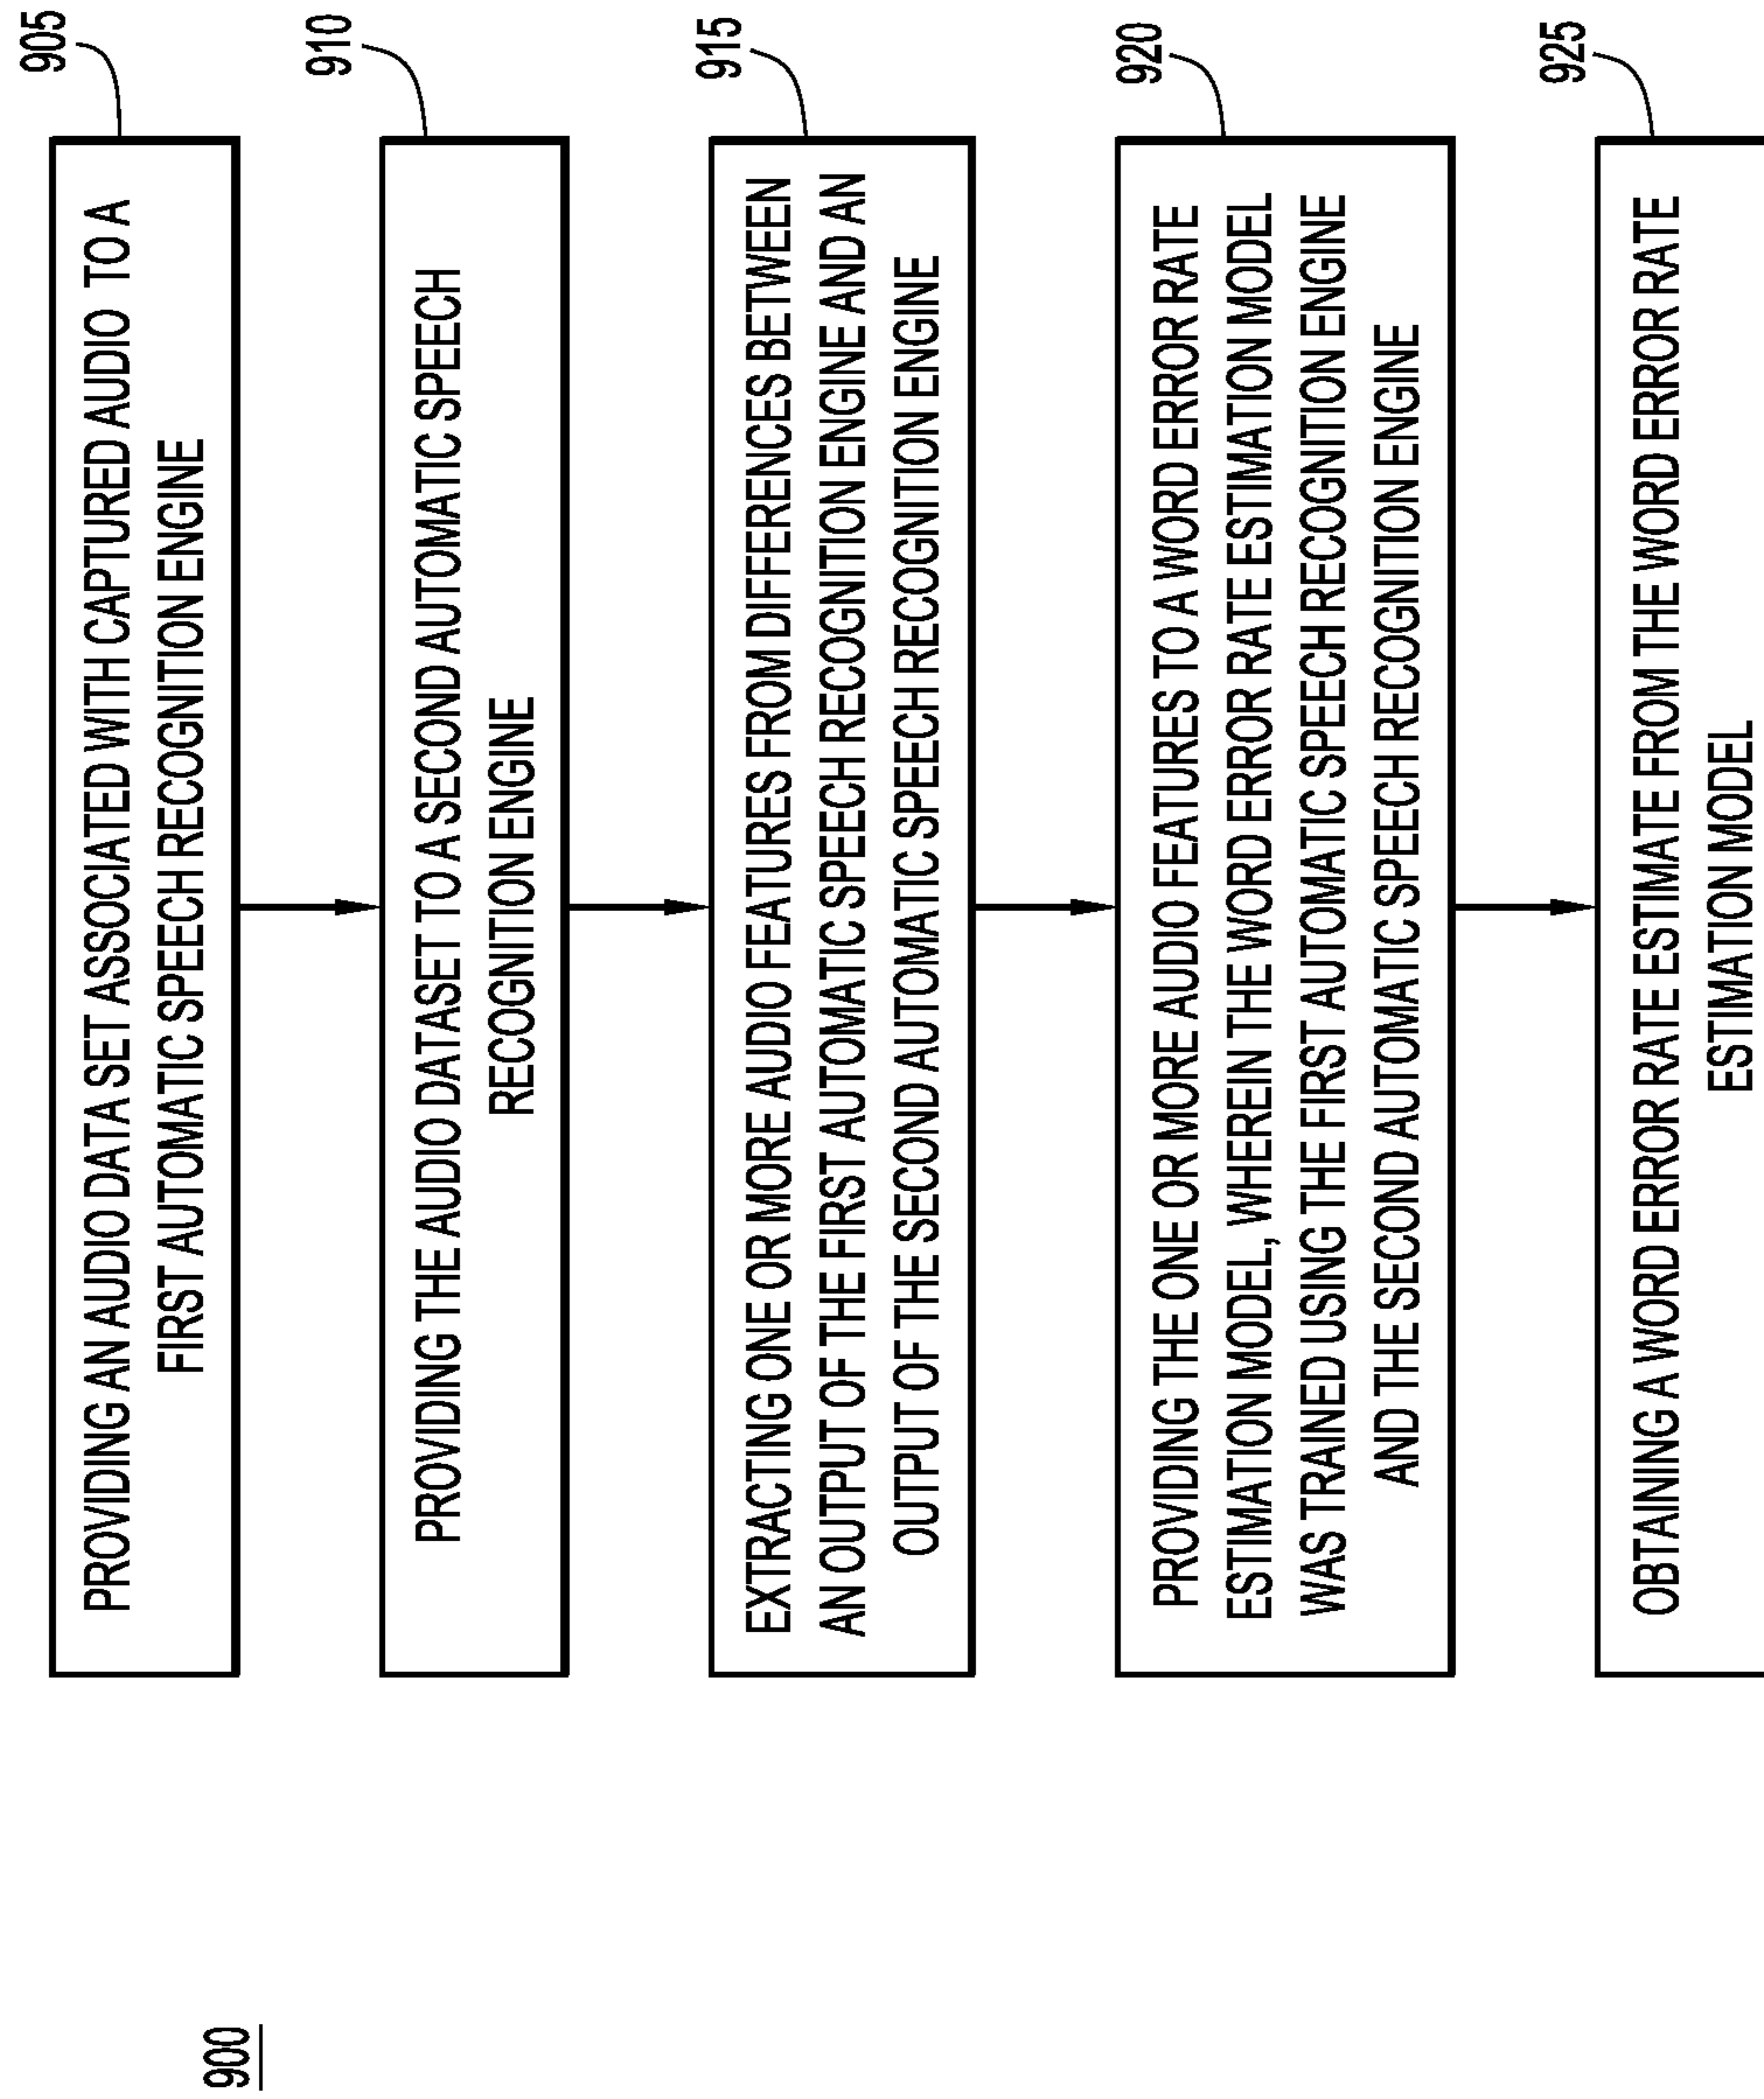 900
905
PROVIDING AN AUDIO DATA SET ASSOCIATED WITH CAPTURED AUDIO TO A
FIRST AUTOMATIC SPEECH RECOGNITION ENGINE
910
PROVIDING THE AUDIO DATASET TO A SECOND AUTOMATIC SPEECH
RECOGNITION ENGINE
915
EXTRACTING ONE OR MORE AUDIO FEATURES FROM DIFFERENCES BETWEEN
AN OUTPUT OF THE FIRST AUTOMATIC SPEECH RECOGNITION ENGINE AND AN
OUTPUT OF THE SECOND AUTOMATIC SPEECH RECOGNITION ENGINE
920
PROVIDING THE ONE OR MORE AUDIO FEATURES TO A WORD ERROR RATE
ESTIMATION MODEL, WHEREIN THE WORD ERROR RATE ESTIMATION MODEL
WAS TRAINED USING THE FIRST AUTOMATIC SPEECH RECOGNITION ENGINE
AND THE SECOND AUTOMATIC SPEECH RECOGNITION ENGINE
925
OBTAINING A WORD ERROR RATE ESTIMATE FROM THE WORD ERROR RATE
ESTIMATION MODEL